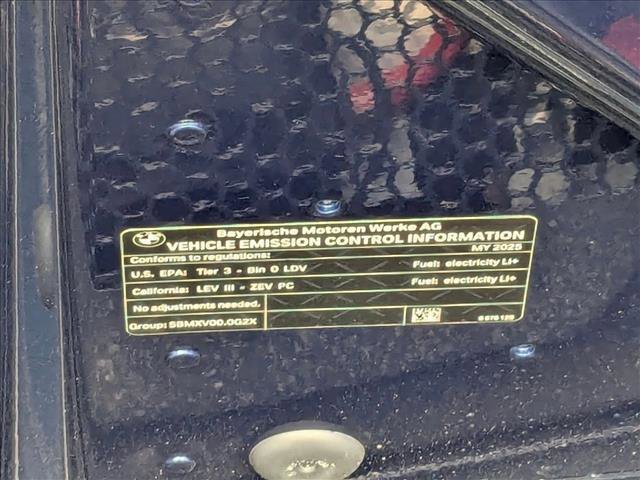 Bayerische Motoren Werke AG
VEHICLE EMISSION CONTROL INFORMATION
Conforms to regulations: MY 2025
U.S. EPA: Tier 3 - Bin 0 LDV Fuel: electricity Li+
California: LEV III - ZEV PC Fuel: electricity Li+
No adjustments needed.
Group: SBMXV00.0G2X